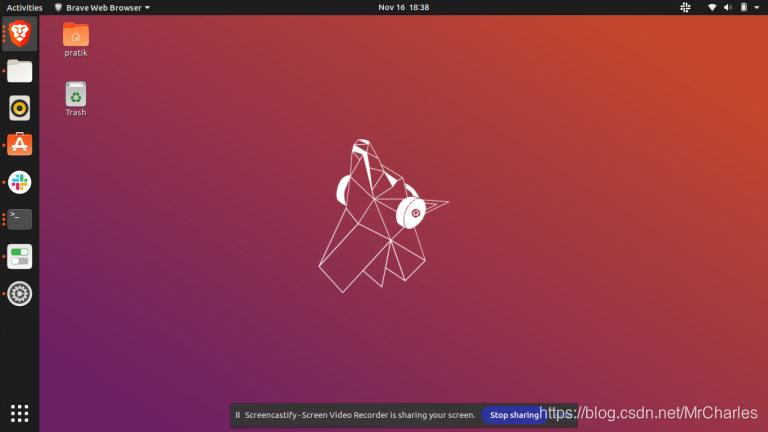 Activities Brave Web Browser Nov 16 18:38
pratik
Trash
>_
Screencastify - Screen Video Recorder is sharing your screen. Stop sharing
https://blog.csdn.net/MrCharles